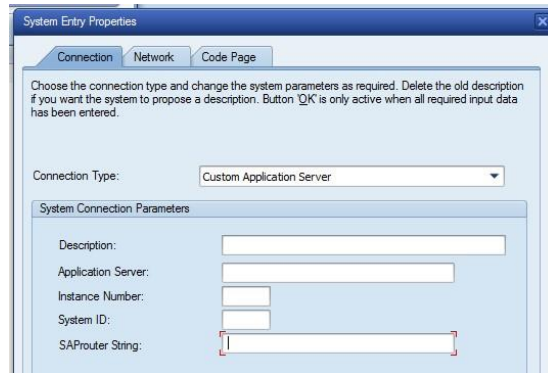 System Entry Properties
Connection Network Code Page
Choose the connection type and change the system parameters as required. Delete the old description
if you want the system to propose a description. Button 'OK' is only active when all required input data
has been entered.
Connection Type: Custom Application Server
System Connection Parameters
Description:
Application Server:
Instance Number:
System ID:
SAProuter String: